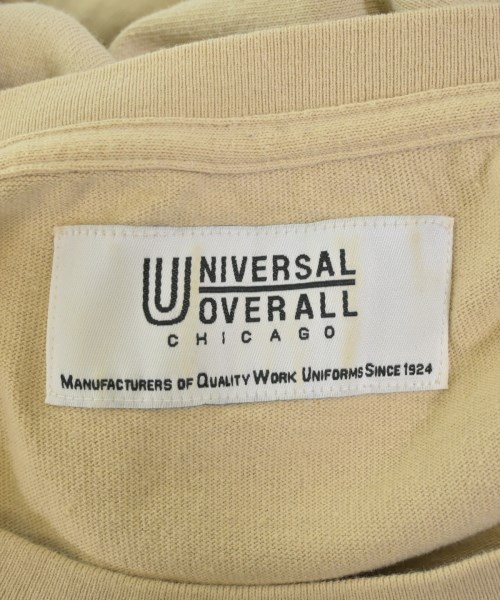 UNIVERSAL
OVERALL
CHICAGO
MANUFACTURERS OF QUALITY WORK UNIFORMS SINCE 1924